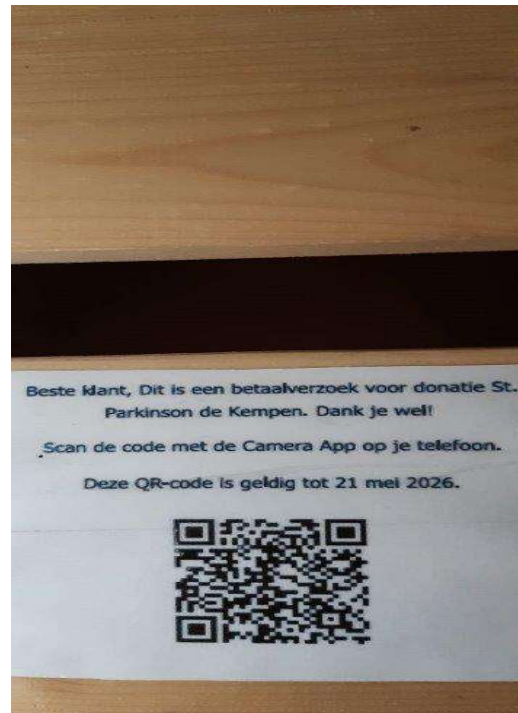 Beste klant, Dit is een betaalverzoek voor donatie St.
Parkinson de Kempen. Dank je wel!
Scan de code met de Camera App op je telefoon.
Deze QR-code is geldig tot 21 mei 2026.